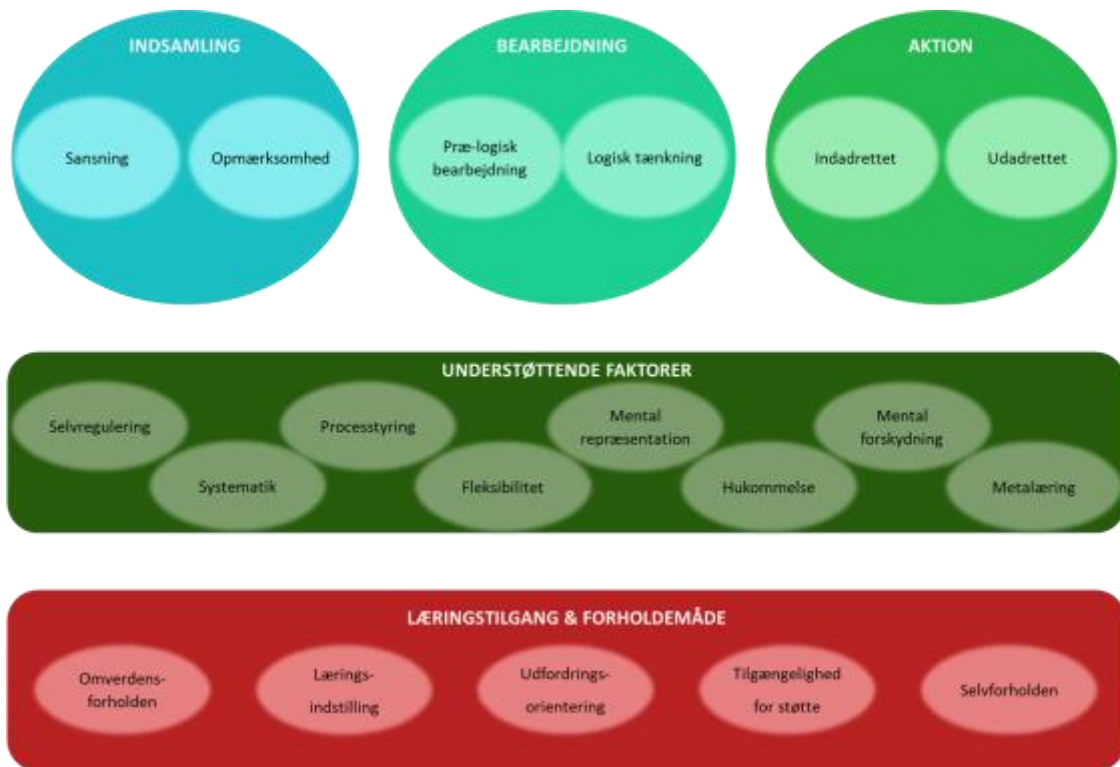 INDSAMLING
Sansning
Opmærksomhed
BEARBEJDNING
Præ-logisk
bearbejdning
Logisk tænkning
AKTION
Indadrettet
Udadrettet
UNDERSTØTTENDE FAKTORER
Selvregulering
Systematik
Processtyring
Fleksibilitet
Mental
repræsentation
Hukommelse
Mental
forskydning
Metalæring
LÆRINGSTILGANG & FORHOLDEMÅDE
Omverdens-
forholden
Lærings-
indstilling
Udfordrings-
orientering
Tilgængelighed
for støtte
Selvforholden